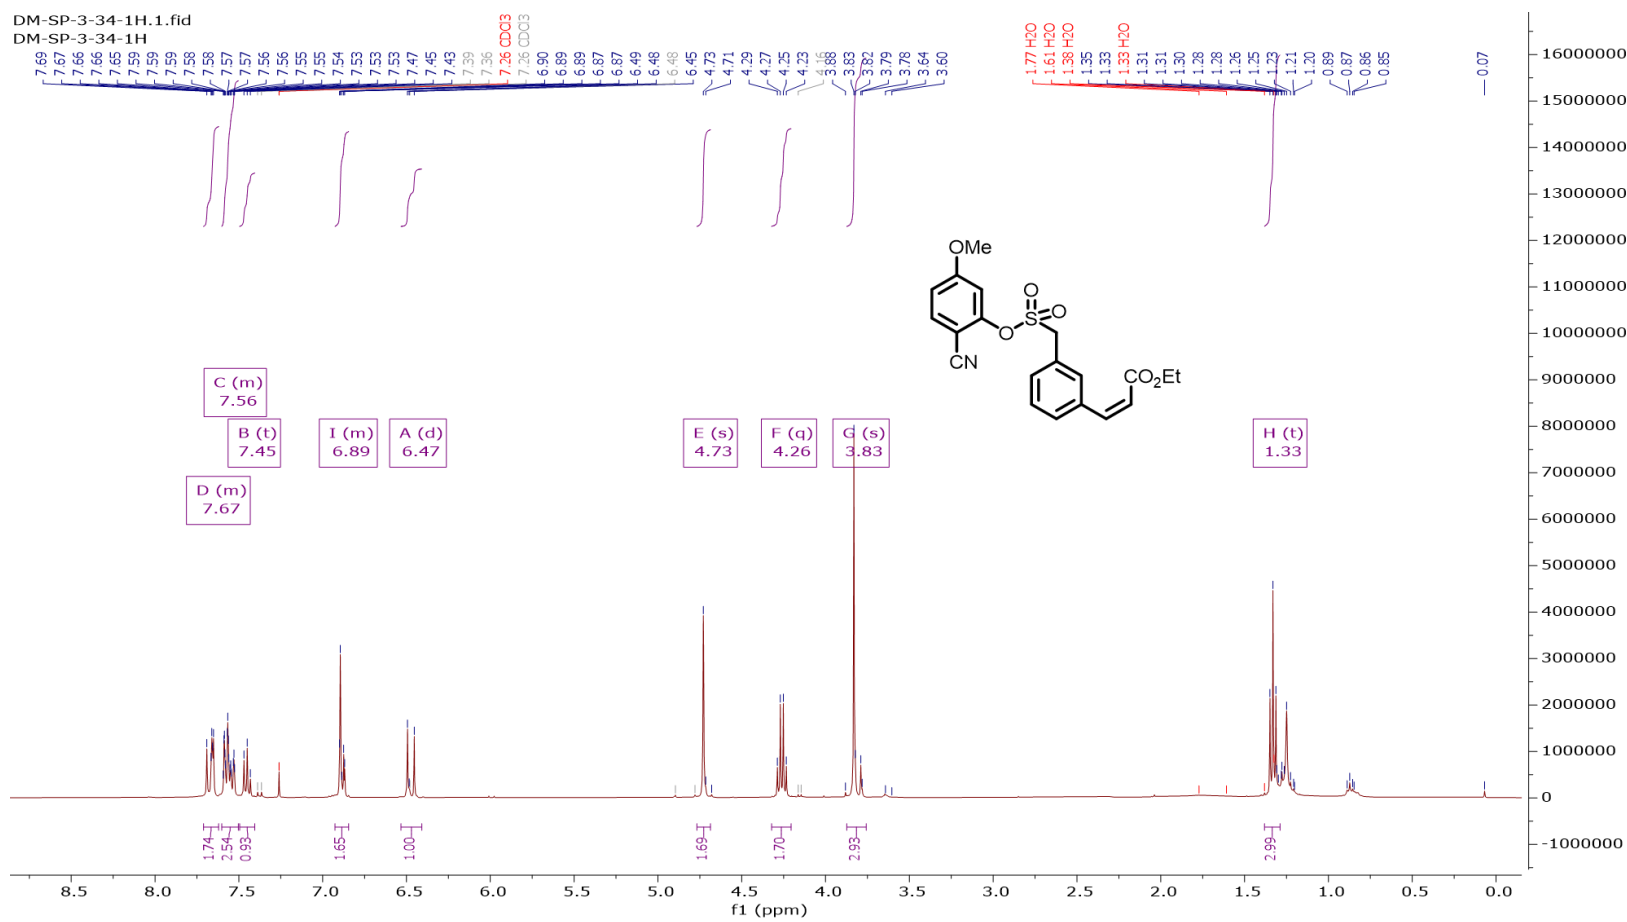 DM-SP-3-34-1H.1.fid
DM-SP-3-34-1H
7.69 7.67 7.66 7.66 7.65 7.59 7.59 7.59 7.58 7.58 7.57 7.57 7.56 7.56 7.55 7.55 7.54 7.53 7.53 7.53 7.47 7.45 7.43 7.39 7.36 7.26 CDCl3 7.26 CDCl3 6.90 6.89 6.89 6.87 6.87 6.49 6.48 6.48 6.45 4.73 4.71 4.29 4.27 4.25 4.23 4.16 3.88 3.83 3.82 3.79 3.78 3.64 3.60 1.77 H2O 1.61 H2O 1.38 H2O 1.35 1.33 1.33 H2O 1.31 1.31 1.30 1.28 1.28 1.26 1.25 1.23 1.21 1.20 0.89 0.87 0.86 0.85 0.07
16000000
15000000
14000000
13000000
12000000
11000000
10000000
9000000
8000000
7000000
6000000
5000000
4000000
3000000
2000000
1000000
0
-1000000
OMe
O
O
S
O
CN
CO2Et
C (m)
7.56
B (t)
7.45
I (m)
6.89
A (d)
6.47
E (s)
4.73
F (q)
4.26
G (s)
3.83
H (t)
1.33
D (m)
7.67
1.74 2.54 0.93 1.65 1.00 1.69 1.70 2.93 2.99
8.5 8.0 7.5 7.0 6.5 6.0 5.5 5.0 4.5 4.0 3.5 3.0 2.5 2.0 1.5 1.0 0.5 0.0
f1 (ppm)